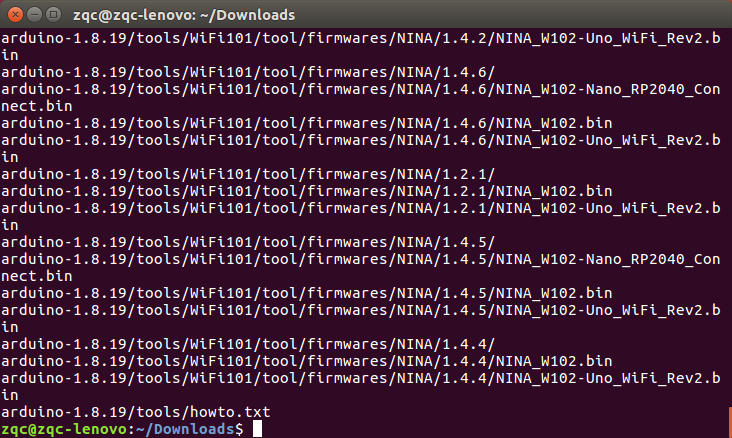 zqc@zqc-lenovo: ~/Downloads
arduino-1.8.19/tools/WiFi101/tool/firmwares/NINA/1.4.2/NINA_W102-Uno_WiFi_Rev2.b
in
arduino-1.8.19/tools/WiFi101/tool/firmwares/NINA/1.4.6/
arduino-1.8.19/tools/WiFi101/tool/firmwares/NINA/1.4.6/NINA_W102-Nano_RP2040_Con
nect.bin
arduino-1.8.19/tools/WiFi101/tool/firmwares/NINA/1.4.6/NINA_W102.bin
arduino-1.8.19/tools/WiFi101/tool/firmwares/NINA/1.4.6/NINA_W102-Uno_WiFi_Rev2.b
in
arduino-1.8.19/tools/WiFi101/tool/firmwares/NINA/1.2.1/
arduino-1.8.19/tools/WiFi101/tool/firmwares/NINA/1.2.1/NINA_W102.bin
arduino-1.8.19/tools/WiFi101/tool/firmwares/NINA/1.2.1/NINA_W102-Uno_WiFi_Rev2.b
in
arduino-1.8.19/tools/WiFi101/tool/firmwares/NINA/1.4.5/
arduino-1.8.19/tools/WiFi101/tool/firmwares/NINA/1.4.5/NINA_W102-Nano_RP2040_Con
nect.bin
arduino-1.8.19/tools/WiFi101/tool/firmwares/NINA/1.4.5/NINA_W102.bin
arduino-1.8.19/tools/WiFi101/tool/firmwares/NINA/1.4.5/NINA_W102-Uno_WiFi_Rev2.b
in
arduino-1.8.19/tools/WiFi101/tool/firmwares/NINA/1.4.4/
arduino-1.8.19/tools/WiFi101/tool/firmwares/NINA/1.4.4/NINA_W102.bin
arduino-1.8.19/tools/WiFi101/tool/firmwares/NINA/1.4.4/NINA_W102-Uno_WiFi_Rev2.b
in
arduino-1.8.19/tools/howto.txt
zqc@zqc-lenovo:~/Downloads$